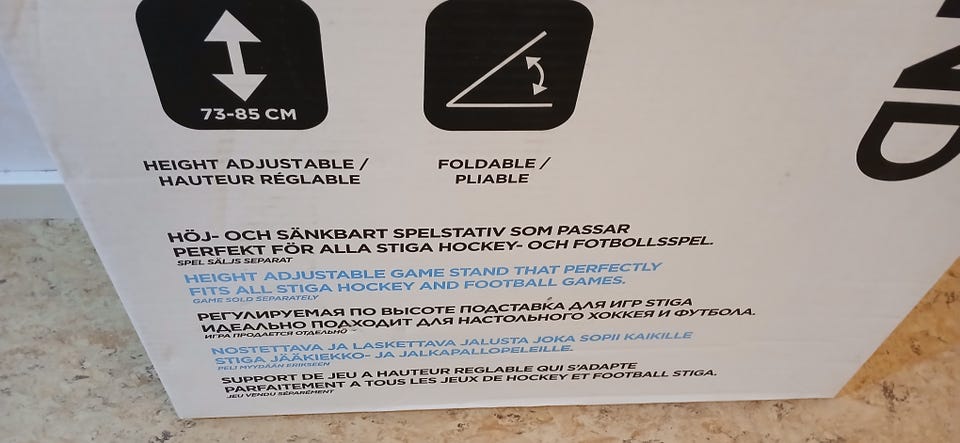 73-85 CM
HEIGHT ADJUSTABLE /
HAUTEUR RÉGLABLE
FOLDABLE /
PLIABLE
HÖJ- OCH SÄNKBART SPELSTATIV SOM PASSAR
PERFEKT FÖR ALLA STIGA HOCKEY- OCH FOTBOLLSSPEL.
SPEL SÄLJS SEPARAT
HEIGHT ADJUSTABLE GAME STAND THAT PERFECTLY
FITS ALL STIGA HOCKEY AND FOOTBALL GAMES.
GAME SOLD SEPARATELY
РЕГУЛИРУЕМАЯ ПО ВЫСОТЕ ПОДСТАВКА ДЛЯ ИГР STIGA
ИДЕАЛЬНО ПОДХОДИТ ДЛЯ НАСТОЛЬНОГО ХОККЕЯ И ФУТБОЛА.
ИГРА ПРОДАЕТСЯ ОТДЕЛЬНО
NOSTETTAVA JA LASKETTAVA JALUSTA JOKA SOPII KAIKILLE
STIGA JÄÄKIEKKO- JA JALKAPALLOPELEILLE.
PELI MYYDÄÄN ERIKSEEN
SUPPORT DE JEU A HAUTEUR REGLABLE QUI S'ADAPTE
PARFAITEMENT A TOUS LES JEUX DE HOCKEY ET FOOTBALL STIGA.
JEU VENDU SÉPARÉMENT